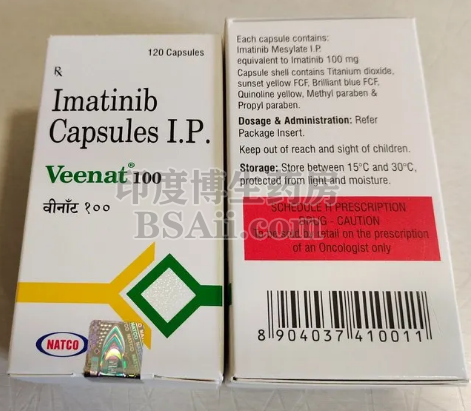 120 Capsules
℞
Imatinib
Capsules I.P.
Veenat® 100
वीनॉट १००
NATCO
Each capsule contains:
Imatinib Mesylate I.P.
equivalent to Imatinib 100 mg
Capsule shell contains Titanium dioxide,
sunset yellow FCF, Brilliant blue FCF,
Quinoline yellow, Methyl paraben &
Propyl paraben.
Dosage & Administration: Refer
Package Insert.
Keep out of reach and sight of children.
Storage: Store between 15°C and 30°C,
protected from light and moisture.
SCHEDULE H PRESCRIPTION
DRUG - CAUTION
To be sold by retail on the prescription
of an Oncologist only
8 904037 410011
印度博生药房
BSAii.com